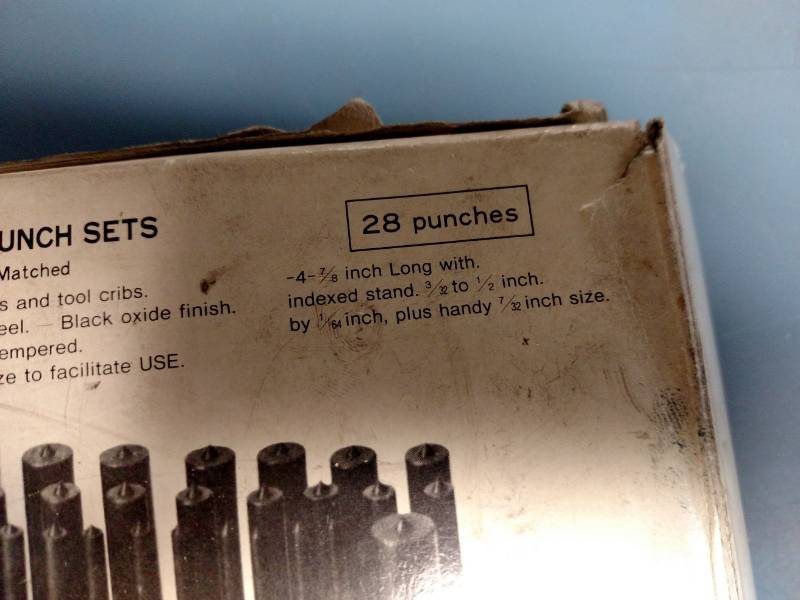 UNCH SETS
Matched
s and tool cribs.
eel. — Black oxide finish.
empered.
ze to facilitate USE.
28 punches
-4-7/8 inch Long with.
indexed stand. 3/32 to 1/2 inch.
by 1/64 inch, plus handy 7/32 inch size.